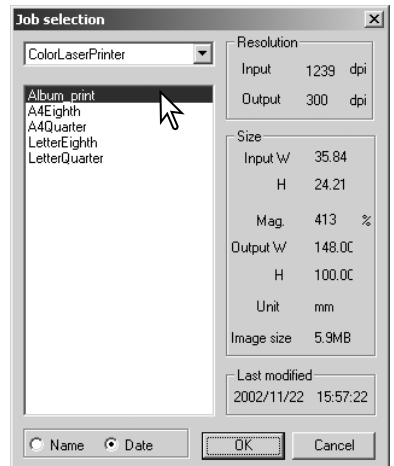 Job selection
ColorLaserPrinter
Album_print
A4Eighth
A4Quarter
LetterEighth
LetterQuarter
Name Date
Resolution
Input 1239 dpi
Output 300 dpi
Size
Input W 35.84
H 24.21
Mag. 413 %
Output W 148.00
H 100.00
Unit mm
Image size 5.9MB
Last modified
2002/11/22 15:57:22
OK Cancel